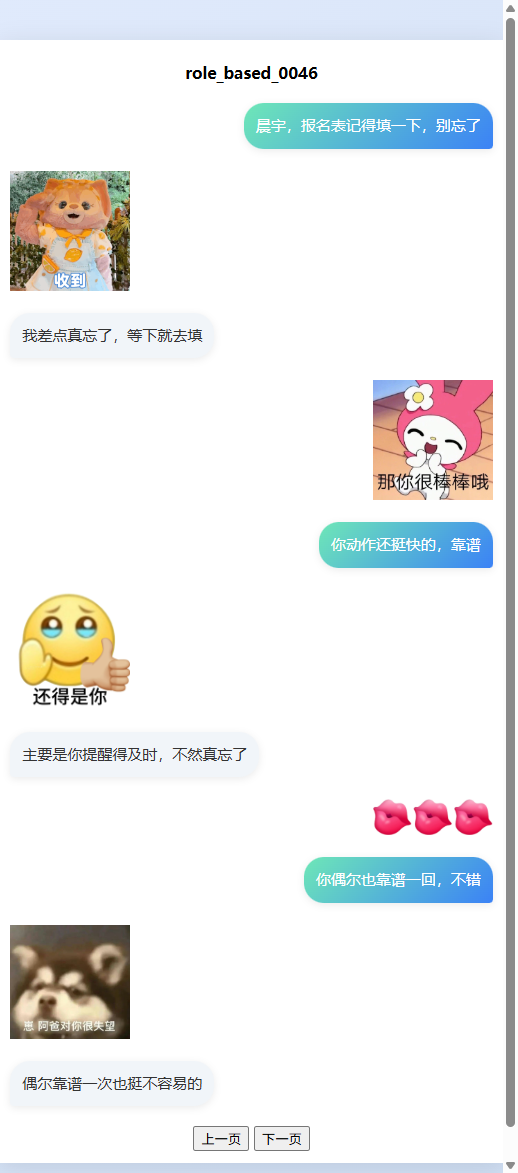 role_based_0046
晨宇，报名表记得填一下，别忘了
收到
我差点真忘了，等下就去填
那你很棒棒哦
你动作还挺快的，靠谱
还得是你
主要是你提醒得及时，不然真忘了
你偶尔也靠谱一回，不错
崽 阿爸对你很失望
偶尔靠谱一次也挺不容易的
上一页 下一页